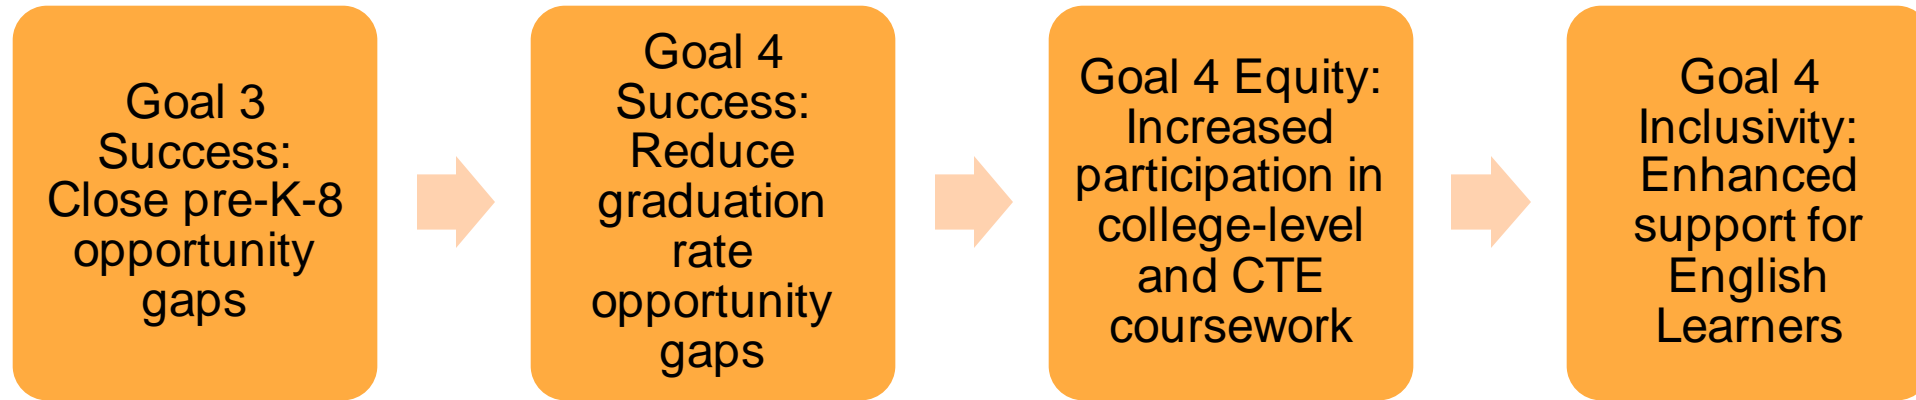 Goal 3
Success:
Close pre-K-8
opportunity
gaps
Goal 4
Success:
Reduce
graduation
rate
opportunity
gaps
Goal 4 Equity:
Increased
participation in
college-level
and CTE
coursework
Goal 4
Inclusivity:
Enhanced
support for
English
Learners